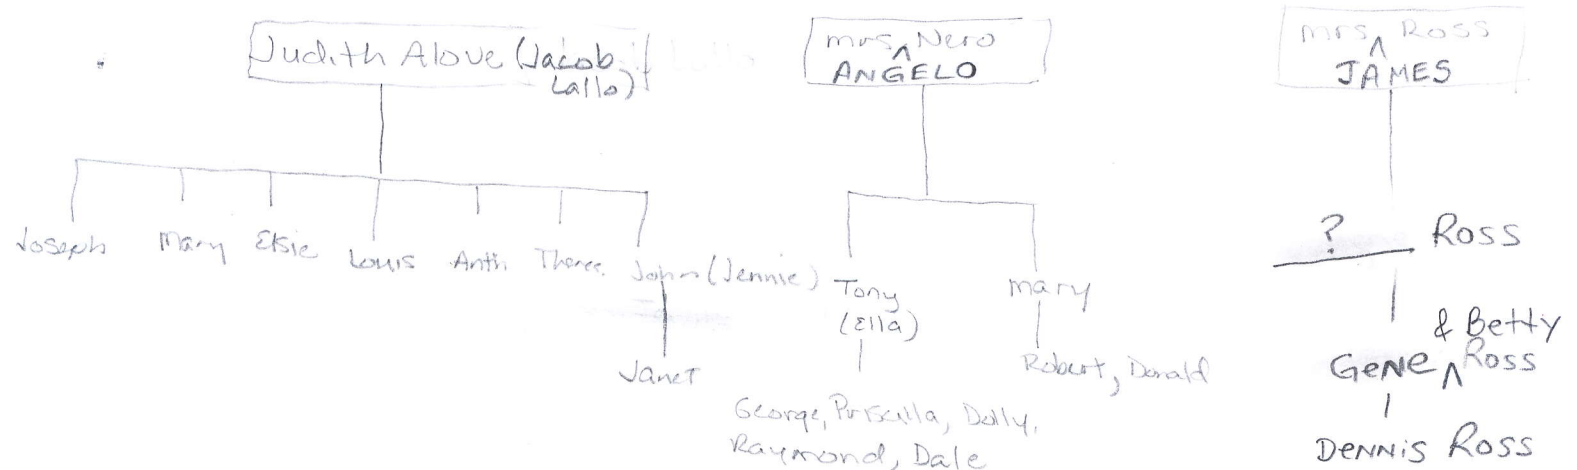 Judith Alove (Jacob
Lallo)
Mrs ^ Nero
ANGELO
Mrs ^ Ross
JAMES
Joseph
Mary
Elsie
Louis
Anth
John (Jennie)
Janet
Tony
(Ella)
George, Priscilla, Dolly,
Raymond, Dale
Mary
Robert, Donald
? Ross
& Betty
GENE ^ Ross
DENNIS ROSS